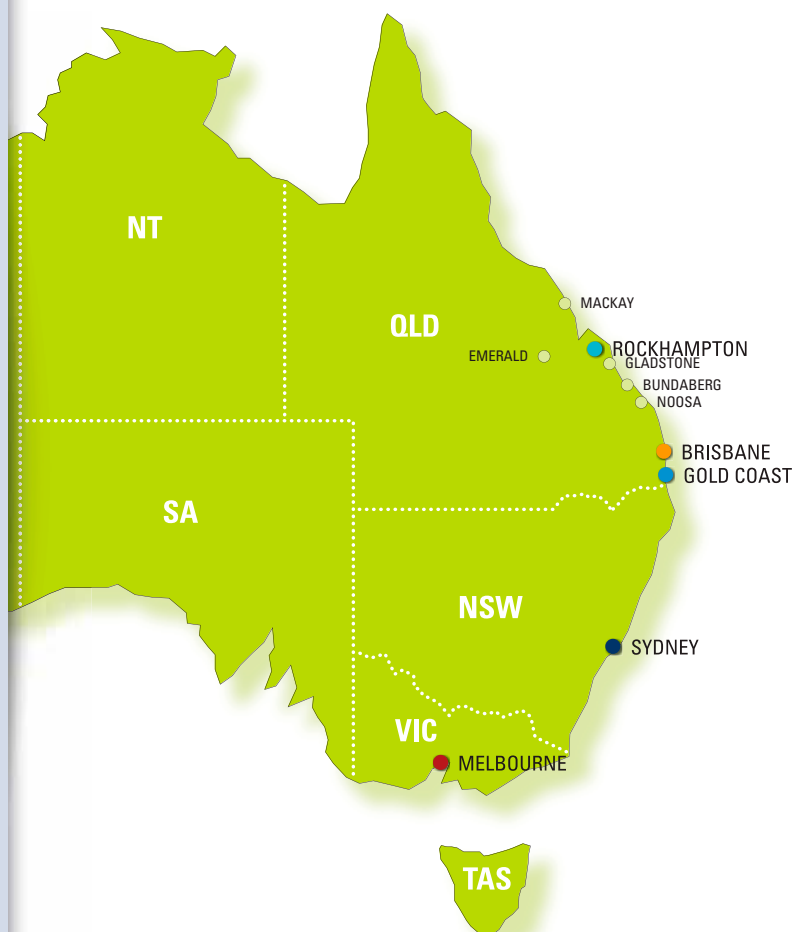 NT
MACKAY
QLD
ROCKHAMPTON
EMERALD
GLADSTONE
BUNDABERG
NOOSA
BRISBANE
GOLD COAST
SA
NSW
SYDNEY
VIC
MELBOURNE
TAS